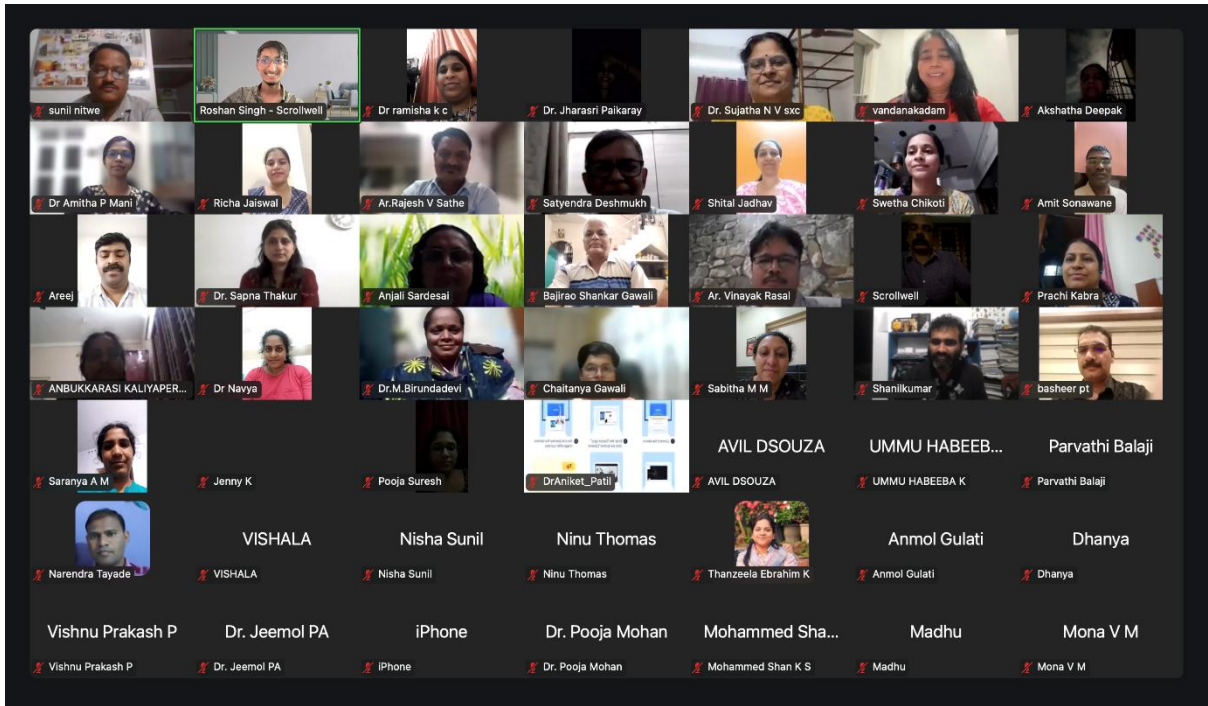 sunil nitwe
Roshan Singh - Scrollwell
Dr ramisha k c
Dr. Jharasri Paikaray
Dr. Sujatha N V sxc
vandanakadam
Akshatha Deepak
Dr Amitha P Mani
Richa Jaiswal
Ar.Rajesh V Sathe
Satyendra Deshmukh
Shital Jadhav
Swetha Chikoti
Amit Sonawane
Areej
Dr. Sapna Thakur
Anjali Sardesai
Bajirao Shankar Gawali
Ar. Vinayak Rasal
Scrollwell
Prachi Kabra
ANBUKKARASI KALIYAPER...
Dr Navya
Dr.M.Birundadevi
Chaitanya Gawali
Sabitha M M
Shanilkumar
basheer pt
Saranya A M
Jenny K
Pooja Suresh
DrAniket_Patil
AVIL DSOUZA
AVIL DSOUZA
UMMU HABEEB...
UMMU HABEEBA K
Parvathi Balaji
Parvathi Balaji
Narendra Tayade
VISHALA
VISHALA
Nisha Sunil
Nisha Sunil
Ninu Thomas
Ninu Thomas
Thanzeela Ebrahim K
Anmol Gulati
Anmol Gulati
Dhanya
Dhanya
Vishnu Prakash P
Vishnu Prakash P
Dr. Jeemol PA
Dr. Jeemol PA
iPhone
iPhone
Dr. Pooja Mohan
Dr. Pooja Mohan
Mohammed Sha...
Mohammed Shan K S
Madhu
Madhu
Mona V M
Mona V M